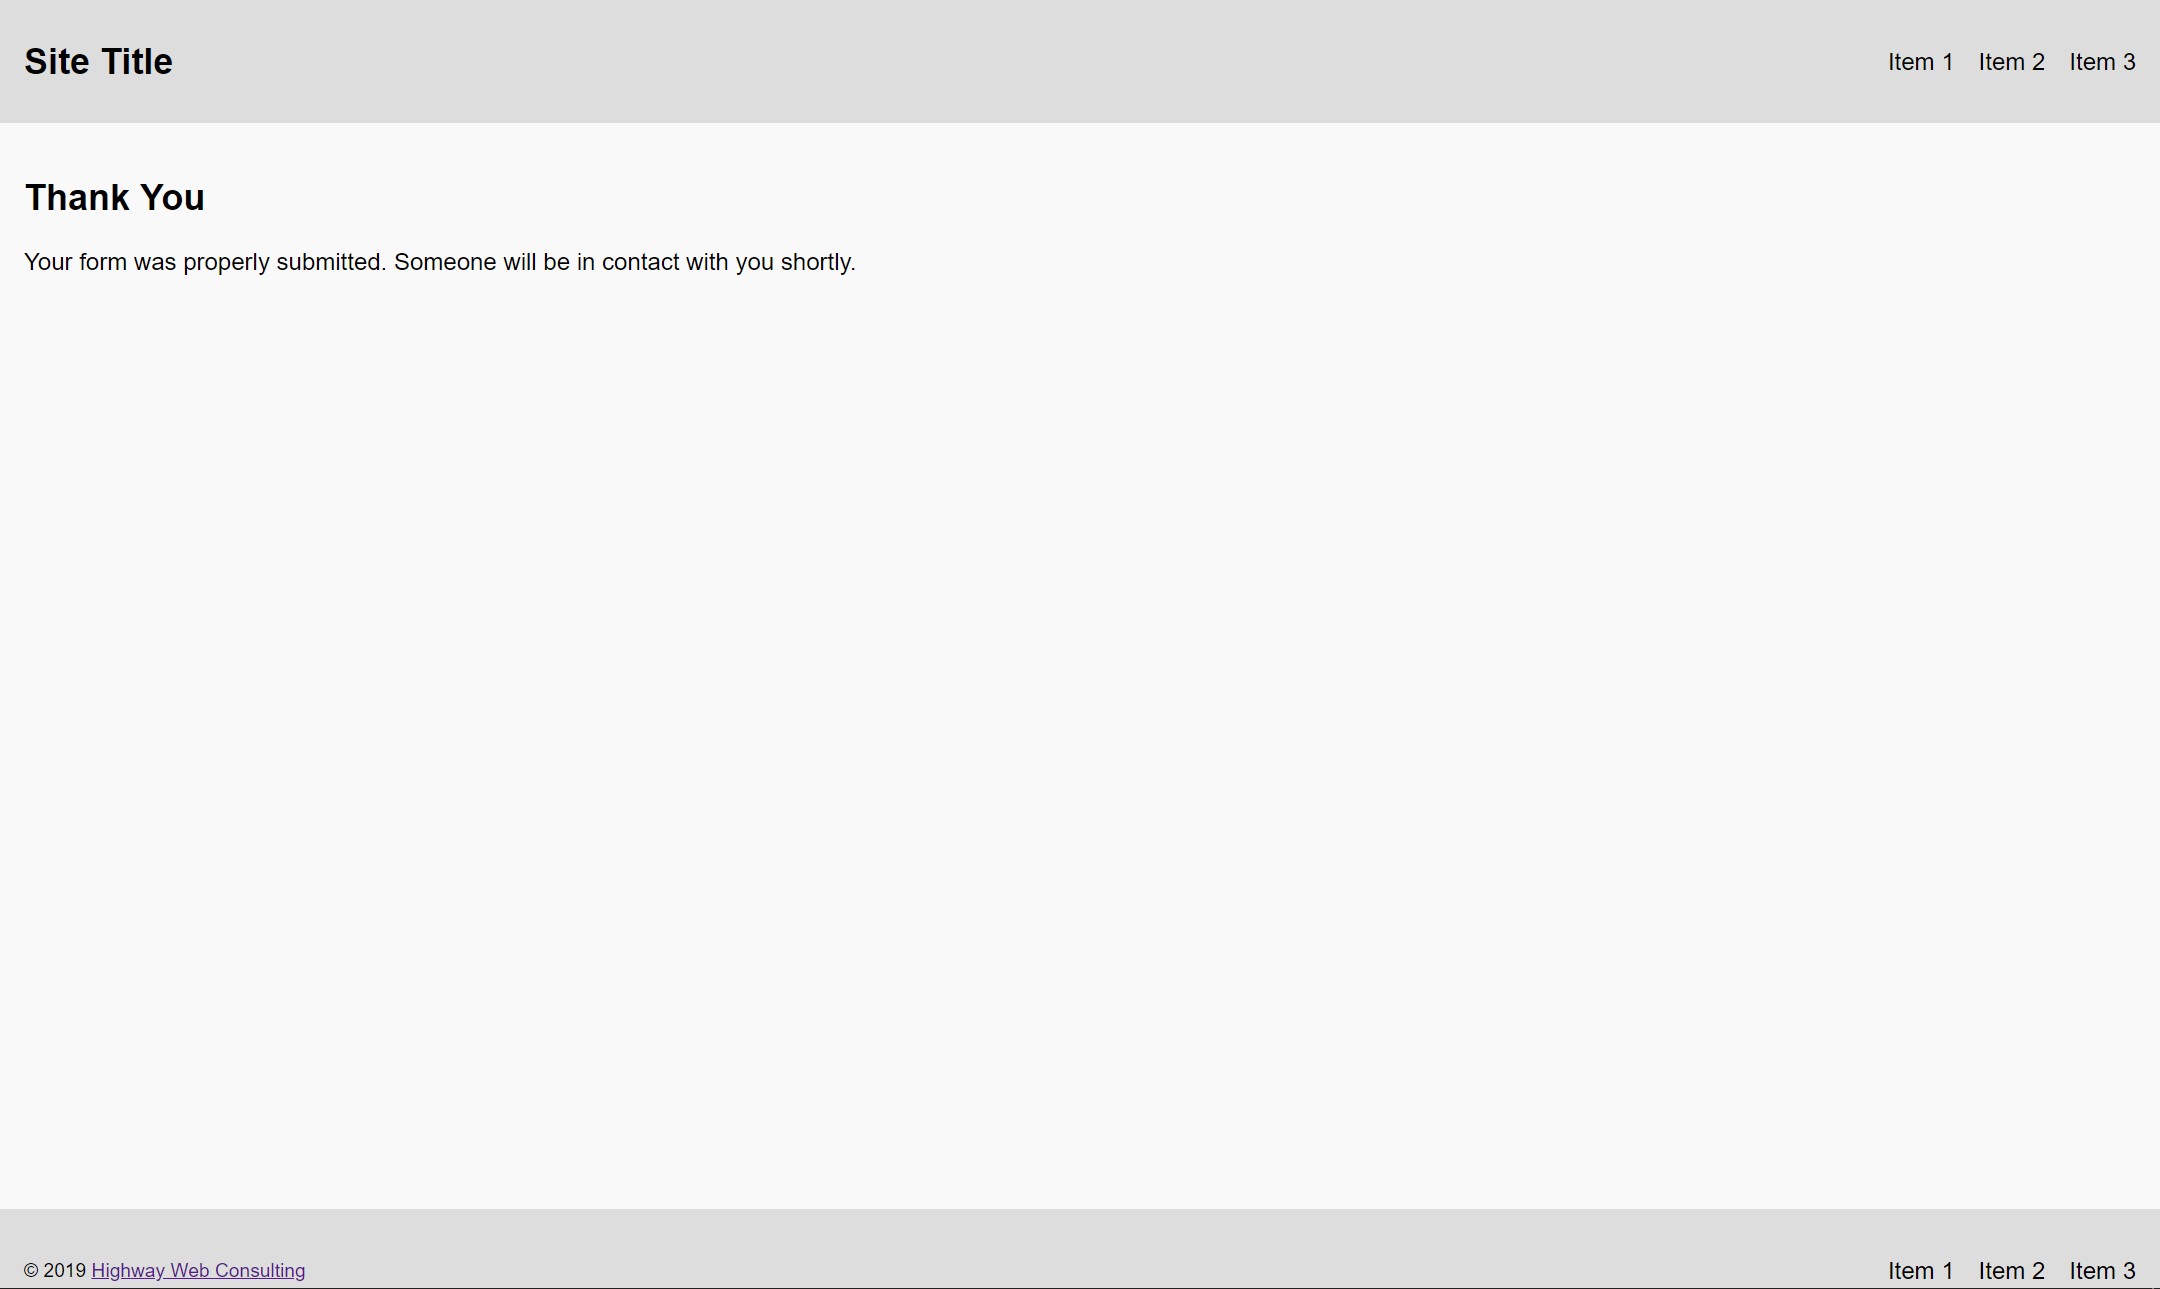 Site Title
Item 1 Item 2 Item 3
Thank You
Your form was properly submitted. Someone will be in contact with you shortly.
© 2019 Highway Web Consulting
Item 1 Item 2 Item 3